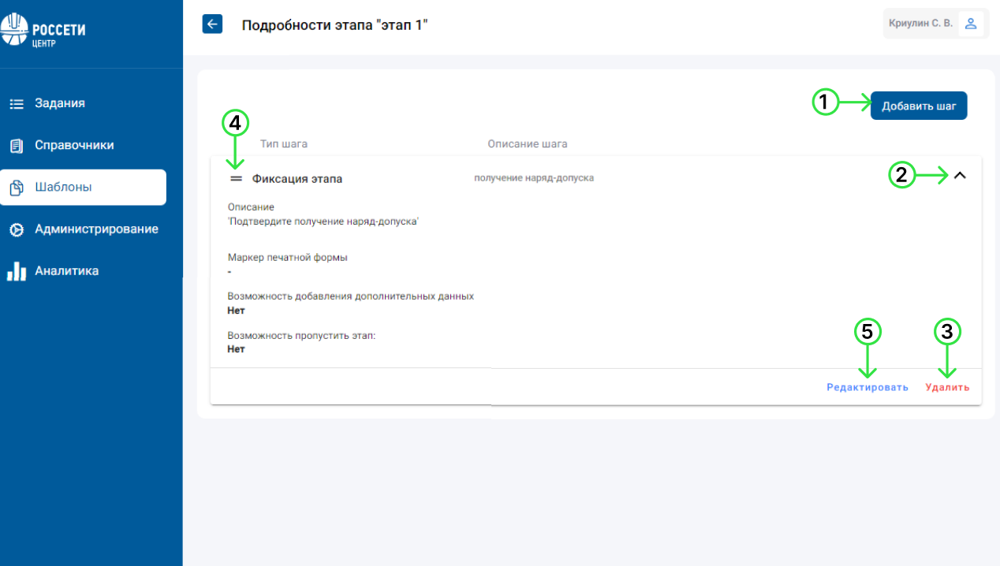 РОССЕТИ
ЦЕНТР
Подробности этапа "этап 1"
Криулин С. В.
Задания
Справочники
Шаблоны
Администрирование
Аналитика
1
Добавить шаг
4
Тип шага
Описание шага
Фиксация этапа
получение наряд-допуска
2
Описание
'Подтвердите получение наряд-допуска'
Маркер печатной формы
-
Возможность добавления дополнительных данных
Нет
Возможность пропустить этап:
Нет
5
3
Редактировать
Удалить